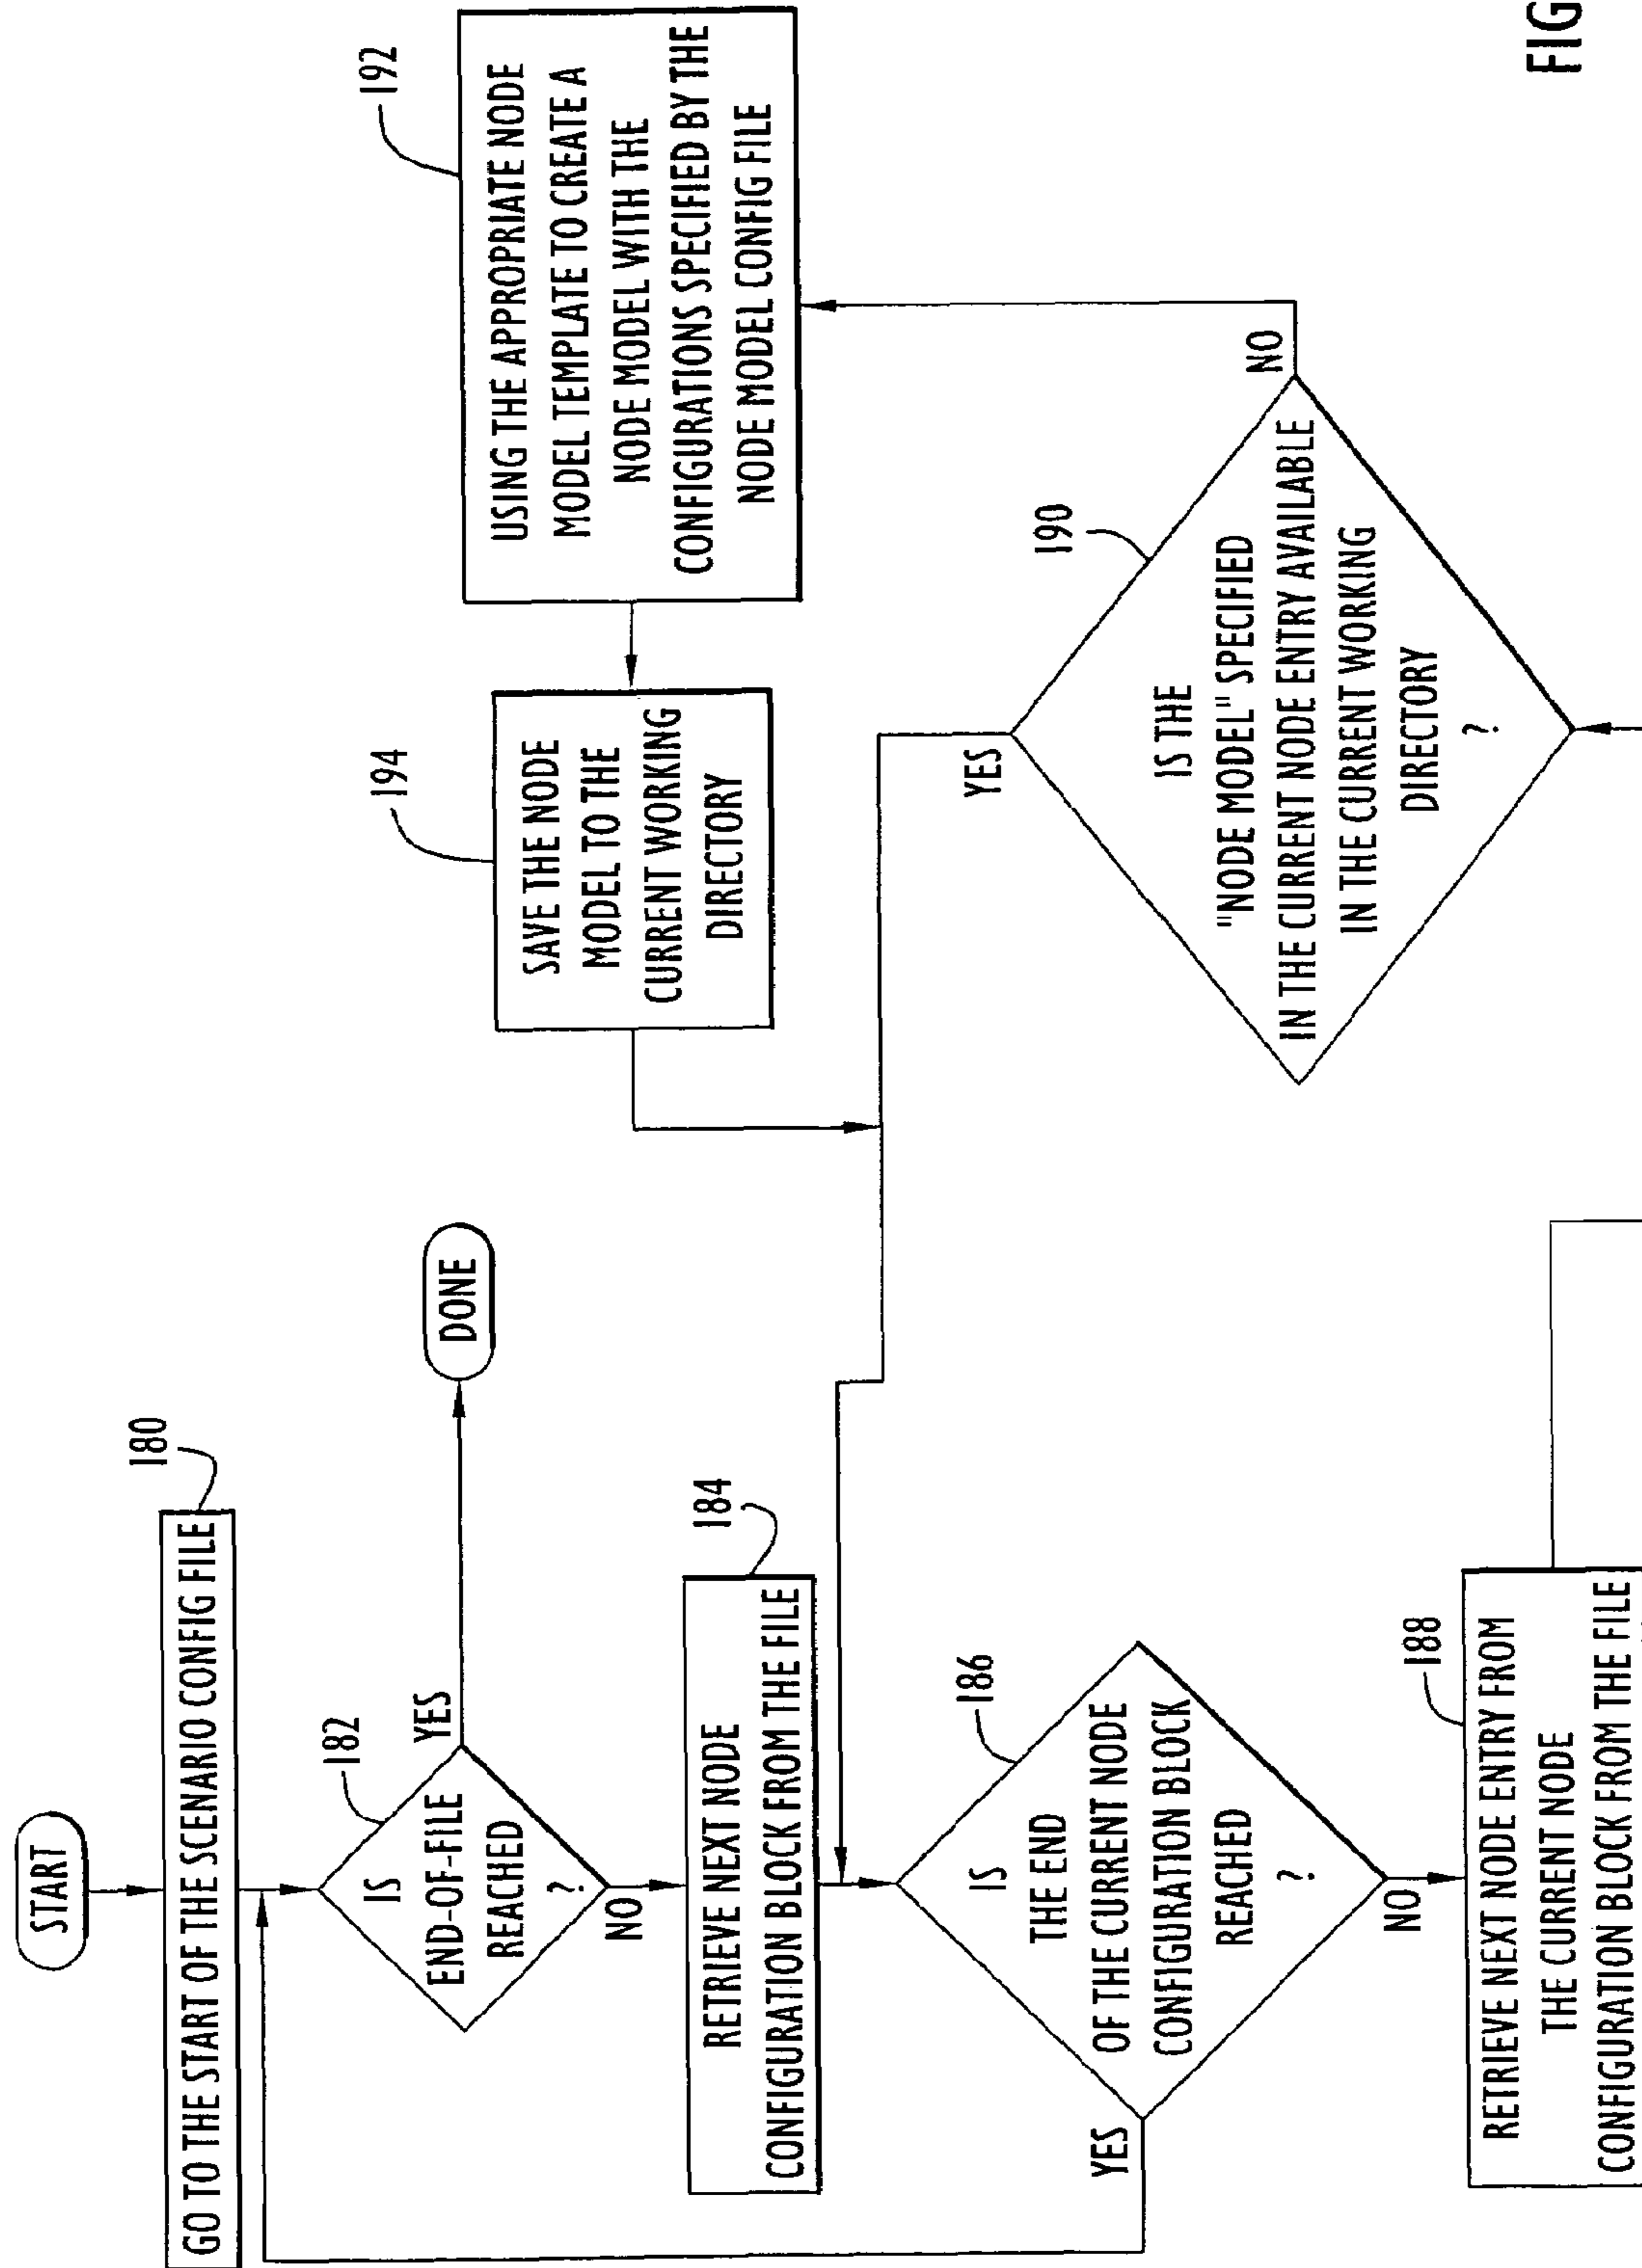 START
180
GO TO THE START OF THE SCENARIO CONFIG FILE
182
IS
END-OF-FILE
REACHED
?
YES
DONE
NO
184
RETRIEVE NEXT NODE
CONFIGURATION BLOCK FROM THE FILE
186
IS
THE END
OF THE CURRENT NODE
CONFIGURATION BLOCK
REACHED
?
YES
NO
188
RETRIEVE NEXT NODE ENTRY FROM
THE CURRENT NODE
CONFIGURATION BLOCK FROM THE FILE
190
IS THE
"NODE MODEL" SPECIFIED
IN THE CURRENT NODE ENTRY AVAILABLE
IN THE CURRENT WORKING
DIRECTORY
?
YES
NO
192
USING THE APPROPRIATE NODE
MODEL TEMPLATE TO CREATE A
NODE MODEL WITH THE
CONFIGURATIONS SPECIFIED BY THE
NODE MODEL CONFIG FILE
194
SAVE THE NODE
MODEL TO THE
CURRENT WORKING
DIRECTORY
FIG